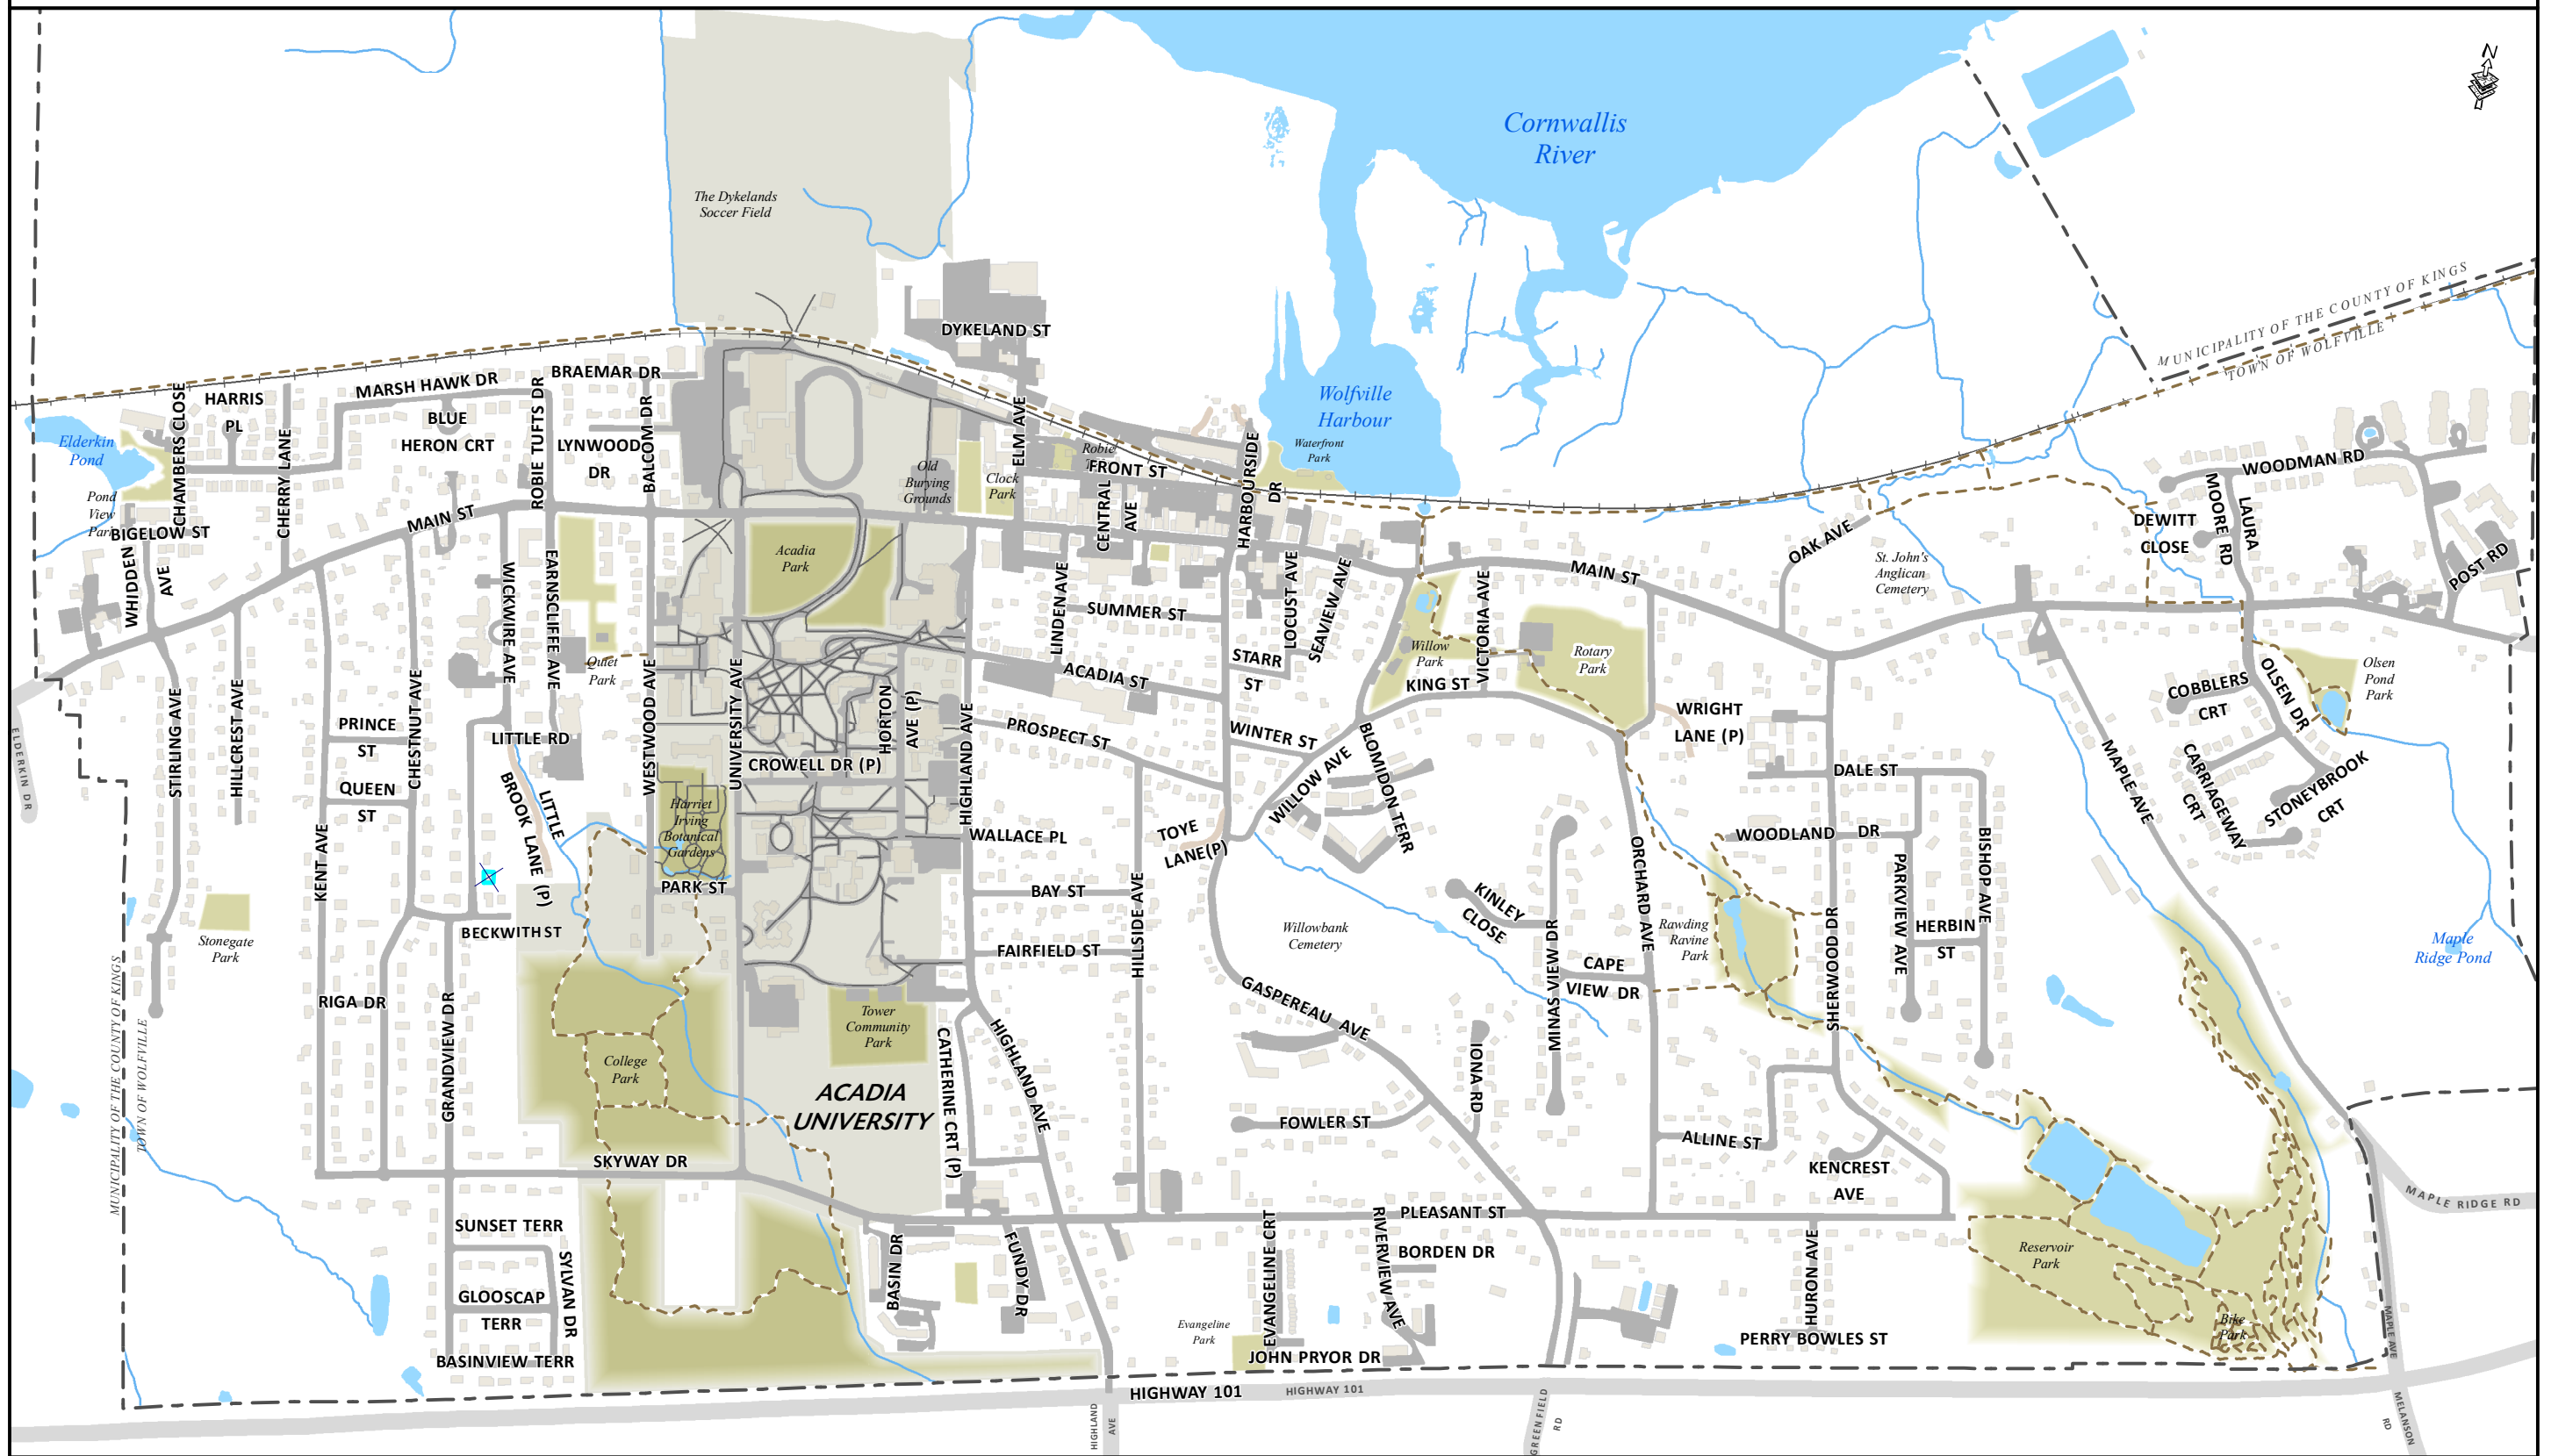 N
Cornwallis
River
The Dykelands
Soccer Field
MUNICIPALITY OF THE COUNTY OF KINGS
TOWN OF WOLFVILLE
DYKELAND ST
BRAEMAR DR
MARSH HAWK DR
HARRIS
PL
BLUE
HERON CRT
CHAMBERS CLOSE
CHERRY LANE
ROBIE TUFTS DR
LYNWOOD
DR
BALCOM DR
Elderkin
Pond
Pond
View
Park
BIGELOW ST
WHIDDEN
AVE
MAIN ST
Old
Burying
Grounds
Clock
Park
ELM AVE
Robie
FRONT ST
CENTRAL
AVE
HARBOURSIDE
DR
Wolfville
Harbour
Waterfront
Park
WOODMAN RD
MOORE RD
LAURA
DEWITT
CLOSE
POST RD
OAK AVE
St. John's
Anglican
Cemetery
MAIN ST
Acadia
Park
WICKWIRE AVE
EARNSCLIFFE AVE
Quiet
Park
LINDEN AVE
SUMMER ST
LOCUST AVE
SEAVIEW AVE
STARR
ST
ACADIA ST
Willow
Park
VICTORIA AVE
KING ST
Rotary
Park
WRIGHT
LANE (P)
COBBLERS
CRT
OLSEN DR
Olsen
Pond
Park
CARRIAGEWAY
CRT
STONEYBROOK
CRT
MAPLE AVE
ELDERKIN DR
STIRLING AVE
HILLCREST AVE
PRINCE
ST
QUEEN
ST
CHESTNUT AVE
KENT AVE
LITTLE RD
LITTLE
BROOK LANE (P)
WESTWOOD AVE
UNIVERSITY AVE
HORTON
AVE (P)
CROWELL DR (P)
HIGHLAND AVE
PROSPECT ST
WINTER ST
WILLOW AVE
BLOMIDON TERR
DALE ST
WOODLAND DR
Harriet
Irving
Botanical
Gardens
PARK ST
WALLACE PL
TOYE
LANE(P)
BAY ST
HILLSIDE AVE
FAIRFIELD ST
Willowbank
Cemetery
KINLEY
CLOSE
MINAS VIEW DR
ORCHARD AVE
Rawding
Ravine
Park
CAPE
VIEW DR
SHERWOOD DR
PARKVIEW AVE
BISHOP AVE
HERBIN
ST
Maple
Ridge Pond
BECKWITH ST
Stonegate
Park
MUNICIPALITY OF THE COUNTY OF KINGS
TOWN OF WOLFVILLE
RIGA DR
GRANDVIEW DR
College
Park
Tower
Community
Park
ACADIA
UNIVERSITY
CATHERINE CRT (P)
HIGHLAND AVE
GASPEREAU AVE
IONA RD
FOWLER ST
ALLINE ST
KENCREST
AVE
SKYWAY DR
MAPLE RIDGE RD
SUNSET TERR
SYLVAN DR
GLOOSCAP
TERR
BASINVIEW TERR
BASIN DR
FUNDY DR
PLEASANT ST
EVANGELINE CRT
RIVERVIEW AVE
BORDEN DR
Evangeline
Park
JOHN PRYOR DR
HURON AVE
PERRY BOWLES ST
Reservoir
Park
Bike
Park
MAPLE AVE
HIGHWAY 101
HIGHWAY 101
HIGHLAND
AVE
GREENFIELD
RD
MELANSON
RD